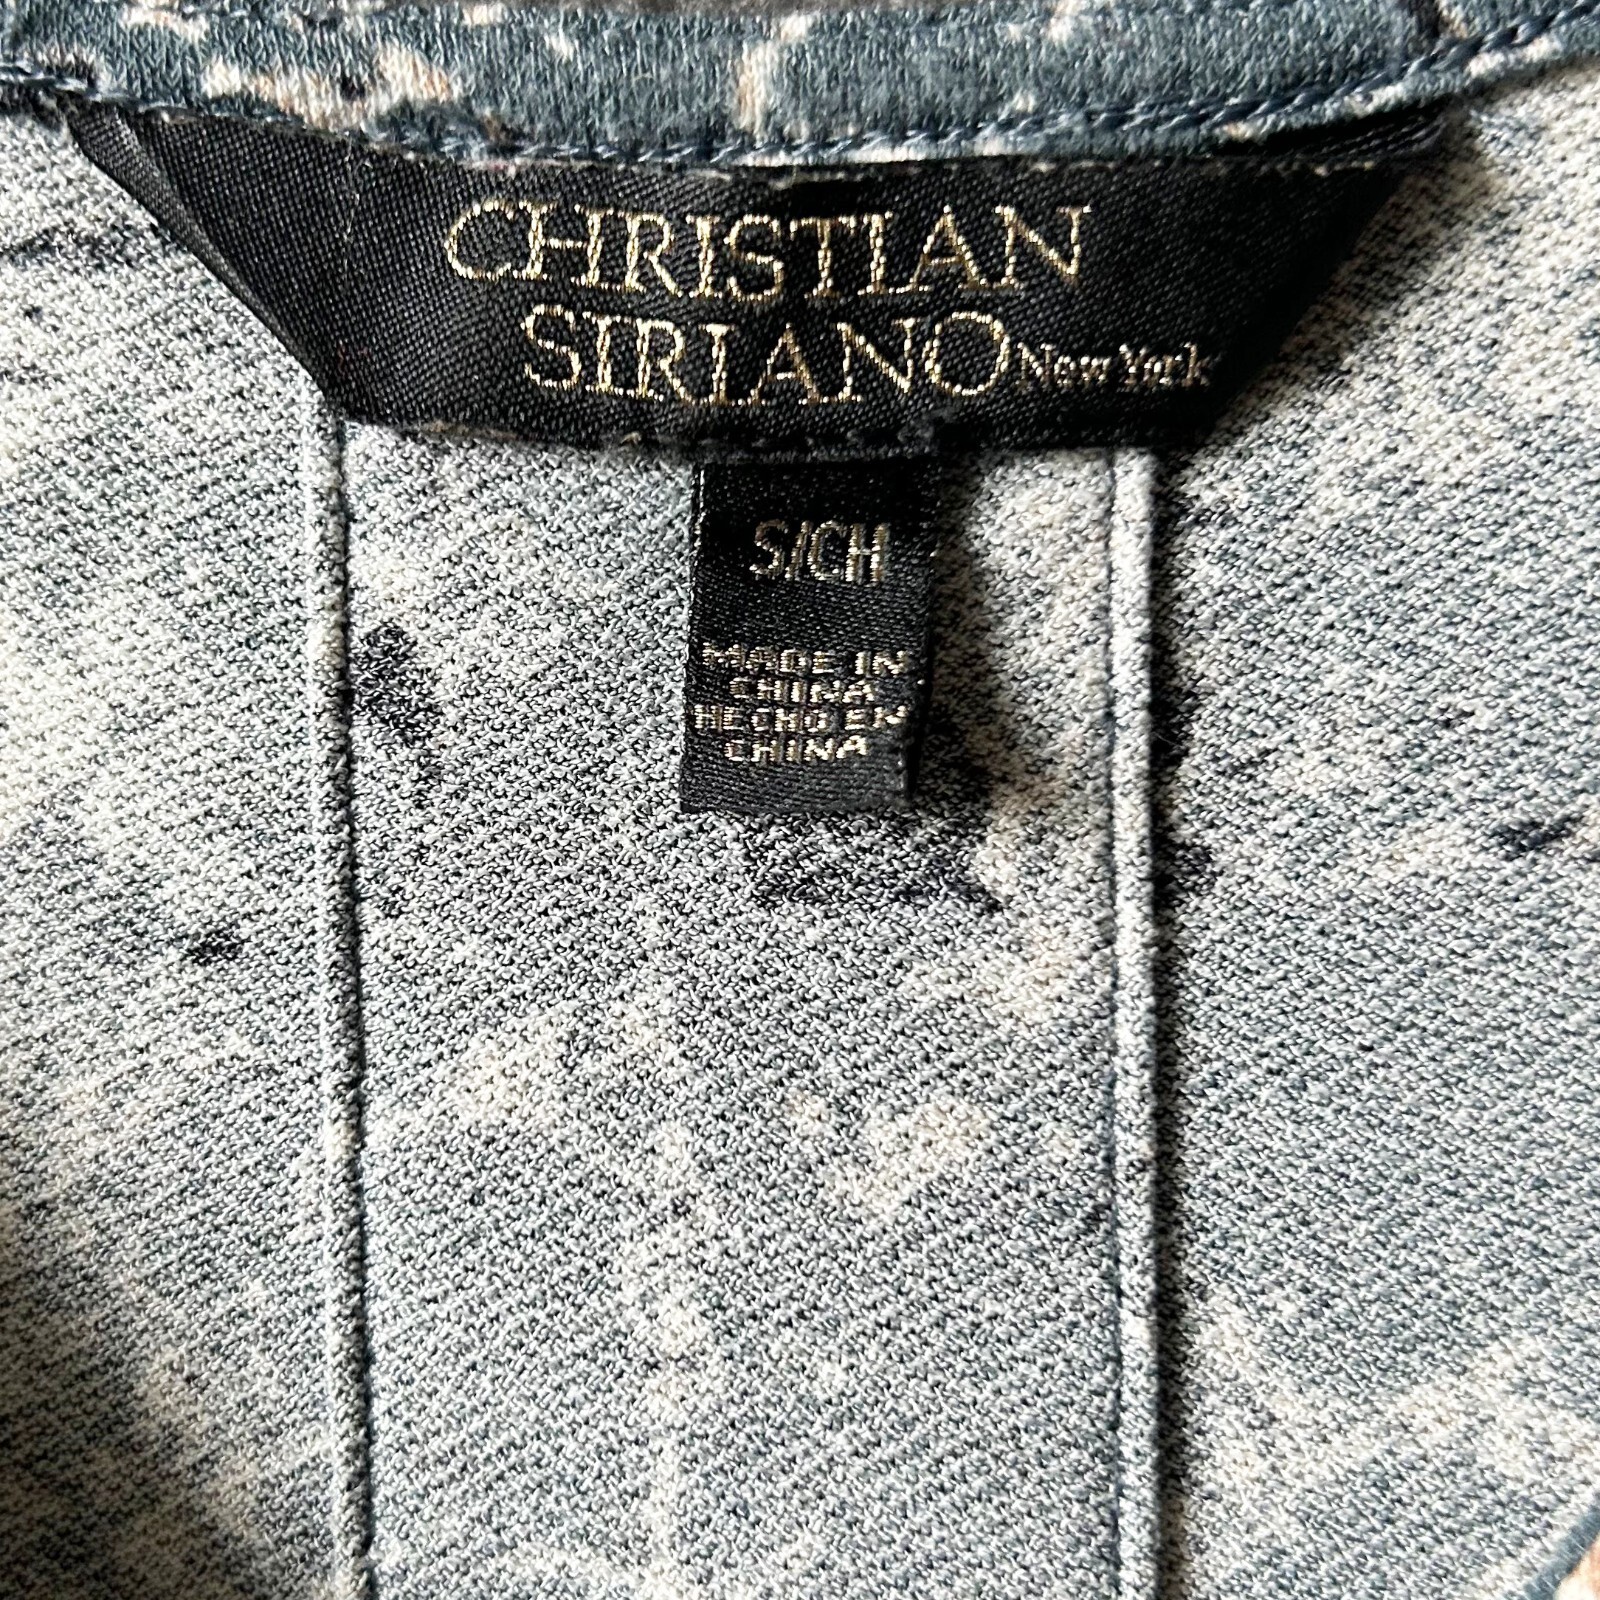 CHRISTIAN
SIRIANO New York
S/CH
MADE IN
CHINA
HECHO EN
CHINA